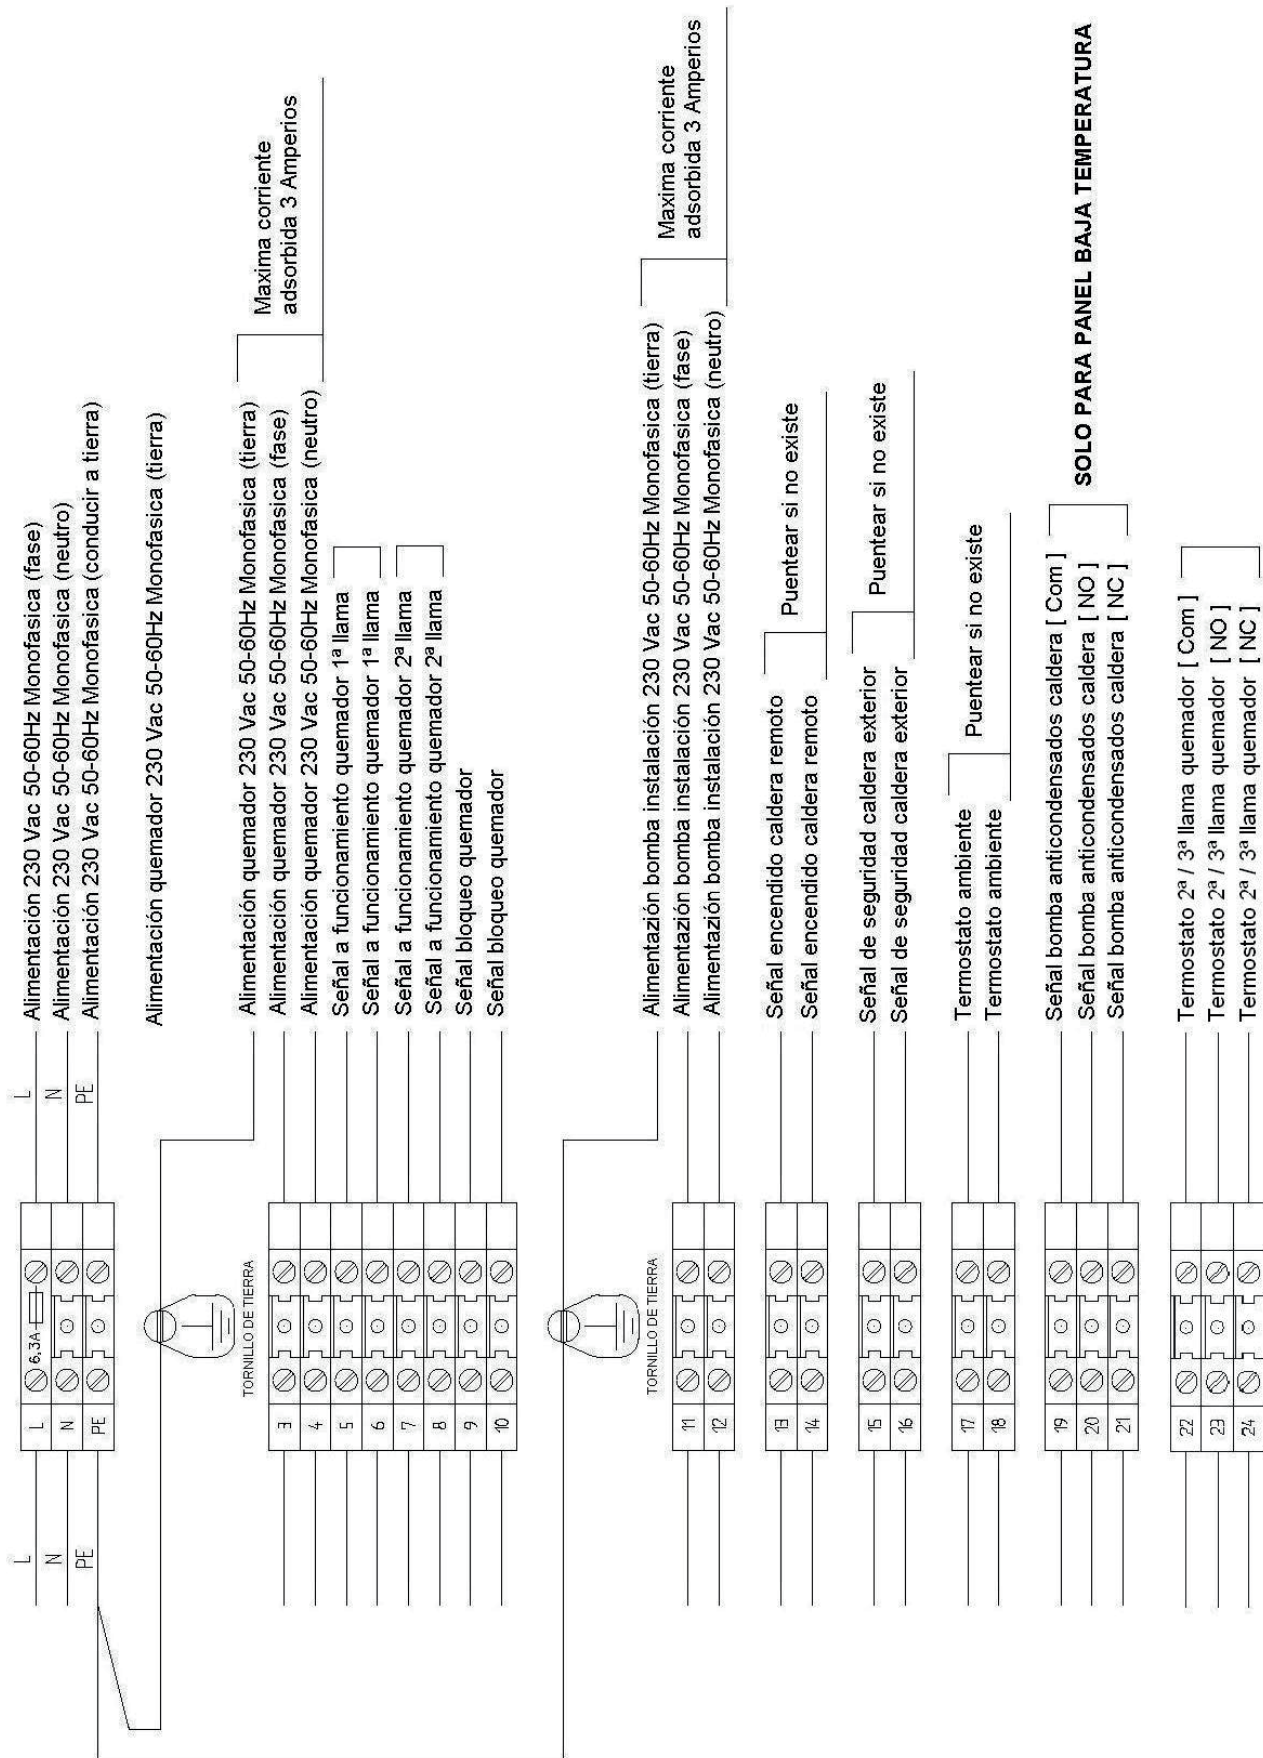 L
N
PE
L
6,3A
L
Alimentación 230 Vac 50-60Hz Monofasica (fase)
N
N
Alimentación 230 Vac 50-60Hz Monofasica (neutro)
PE
PE
Alimentación 230 Vac 50-60Hz Monofasica (conducir a tierra)
Alimentación quemador 230 Vac 50-60Hz Monofasica (tierra)
TORNILLO DE TIERRA
Alimentación quemador 230 Vac 50-60Hz Monofasica (tierra)
3
Alimentación quemador 230 Vac 50-60Hz Monofasica (fase)
4
Alimentación quemador 230 Vac 50-60Hz Monofasica (neutro)
Maxima corriente
adsorbida 3 Amperios
5
Señal a funcionamiento quemador 1ª llama
6
Señal a funcionamiento quemador 1ª llama
7
Señal a funcionamiento quemador 2ª llama
8
Señal a funcionamiento quemador 2ª llama
9
Señal bloqueo quemador
10
Señal bloqueo quemador
TORNILLO DE TIERRA
Alimentazión bomba instalación 230 Vac 50-60Hz Monofasica (tierra)
11
Alimentazión bomba instalación 230 Vac 50-60Hz Monofasica (fase)
12
Alimentazión bomba instalación 230 Vac 50-60Hz Monofasica (neutro)
Maxima corriente
adsorbida 3 Amperios
13
Señal encendido caldera remoto
14
Señal encendido caldera remoto
Puentear si no existe
15
Señal de seguridad caldera exterior
16
Señal de seguridad caldera exterior
Puentear si no existe
17
Termostato ambiente
18
Termostato ambiente
Puentear si no existe
19
Señal bomba anticondensados caldera [ Com ]
20
Señal bomba anticondensados caldera [ NO ]
21
Señal bomba anticondensados caldera [ NC ]
SOLO PARA PANEL BAJA TEMPERATURA
22
Termostato 2ª / 3ª llama quemador [ Com ]
23
Termostato 2ª / 3ª llama quemador [ NO ]
24
Termostato 2ª / 3ª llama quemador [ NC ]